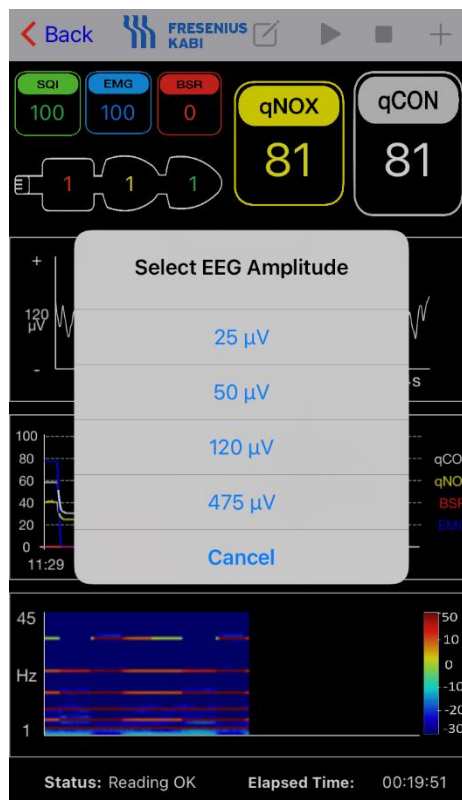 Back
FRESENIUS
KABI
SQI
100
EMG
100
BSR
0
qNOX
81
qCON
81
1
1
1
+
120
µV
-
s
Select EEG Amplitude
25 µV
50 µV
120 µV
475 µV
Cancel
100
80
60
40
20
0
11:29
qCO
qNO
BSR
EMG
45
Hz
1
50
10
0
-10
-20
-30
Status: Reading OK
Elapsed Time: 00:19:51